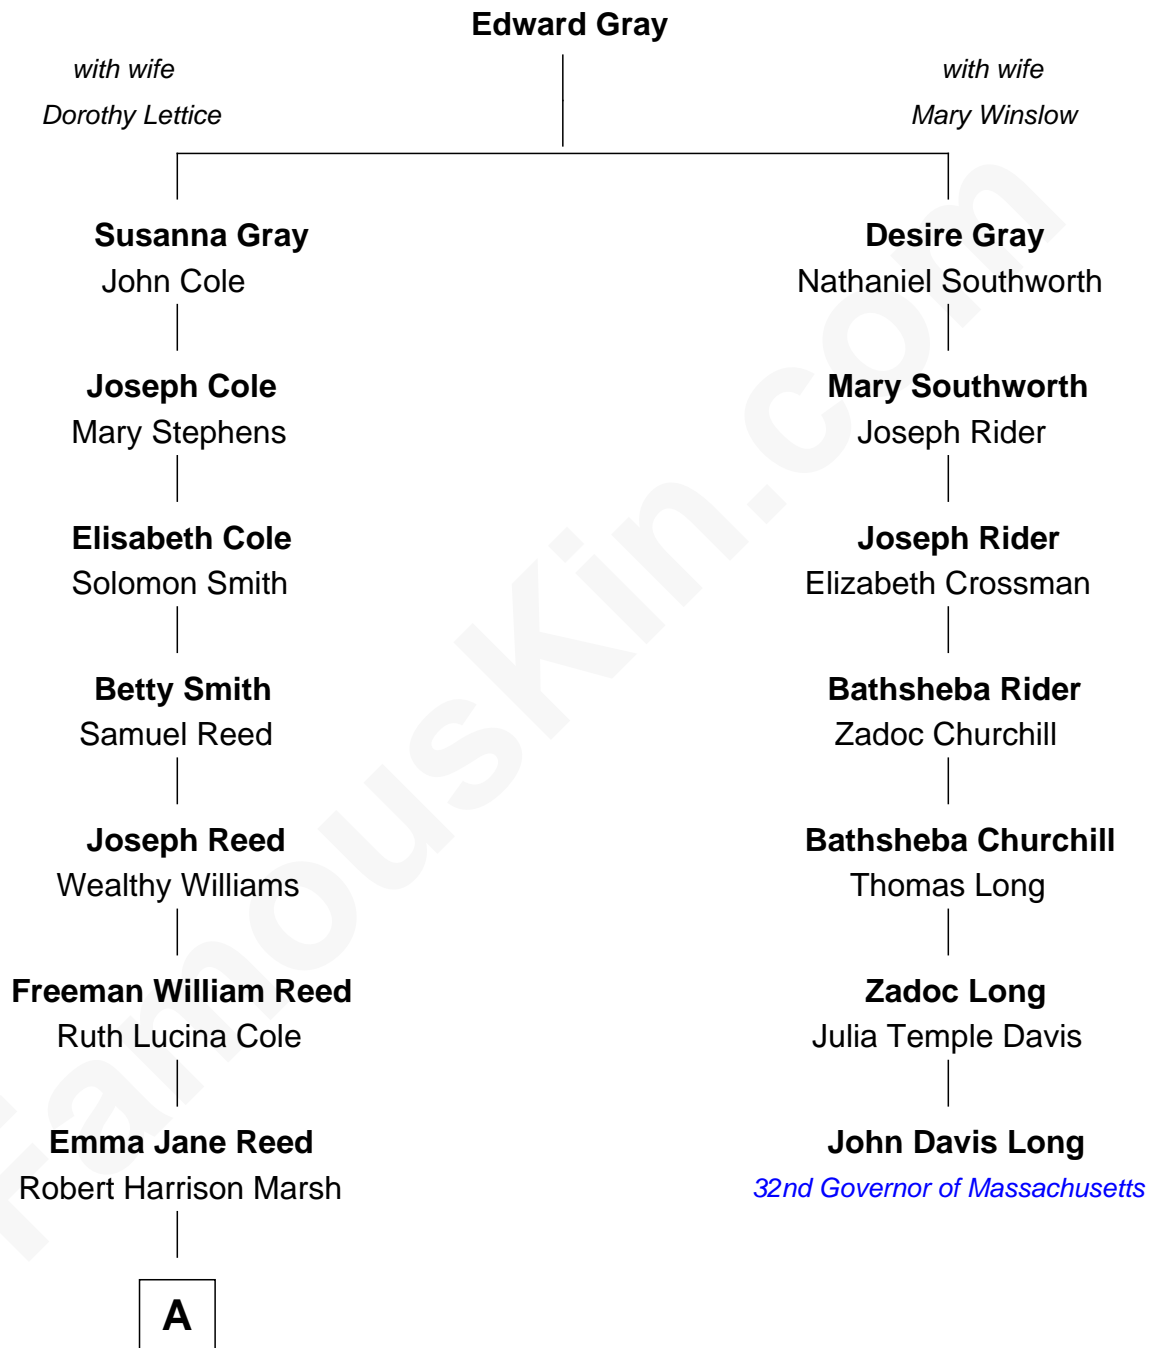 Edward Gray
with wife
Dorothy Lettice
with wife
Mary Winslow
Susanna Gray
John Cole
Desire Gray
Nathaniel Southworth
Joseph Cole
Mary Stephens
Mary Southworth
Joseph Rider
Elisabeth Cole
Solomon Smith
Joseph Rider
Elizabeth Crossman
Betty Smith
Samuel Reed
Bathsheba Rider
Zadoc Churchill
Joseph Reed
Wealthy Williams
Bathsheba Churchill
Thomas Long
Freeman William Reed
Ruth Lucina Cole
Zadoc Long
Julia Temple Davis
Emma Jane Reed
Robert Harrison Marsh
John Davis Long
32nd Governor of Massachusetts
A
FamousKin.com